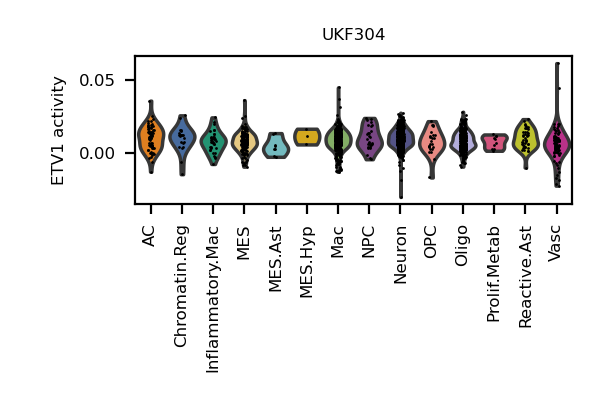 UKF304
ETV1 activity
0.05
0.00
AC
Chromatin.Reg
Inflammatory.Mac
MES
MES.Ast
MES.Hyp
Mac
NPC
Neuron
OPC
Oligo
Prolif.Metab
Reactive.Ast
Vasc